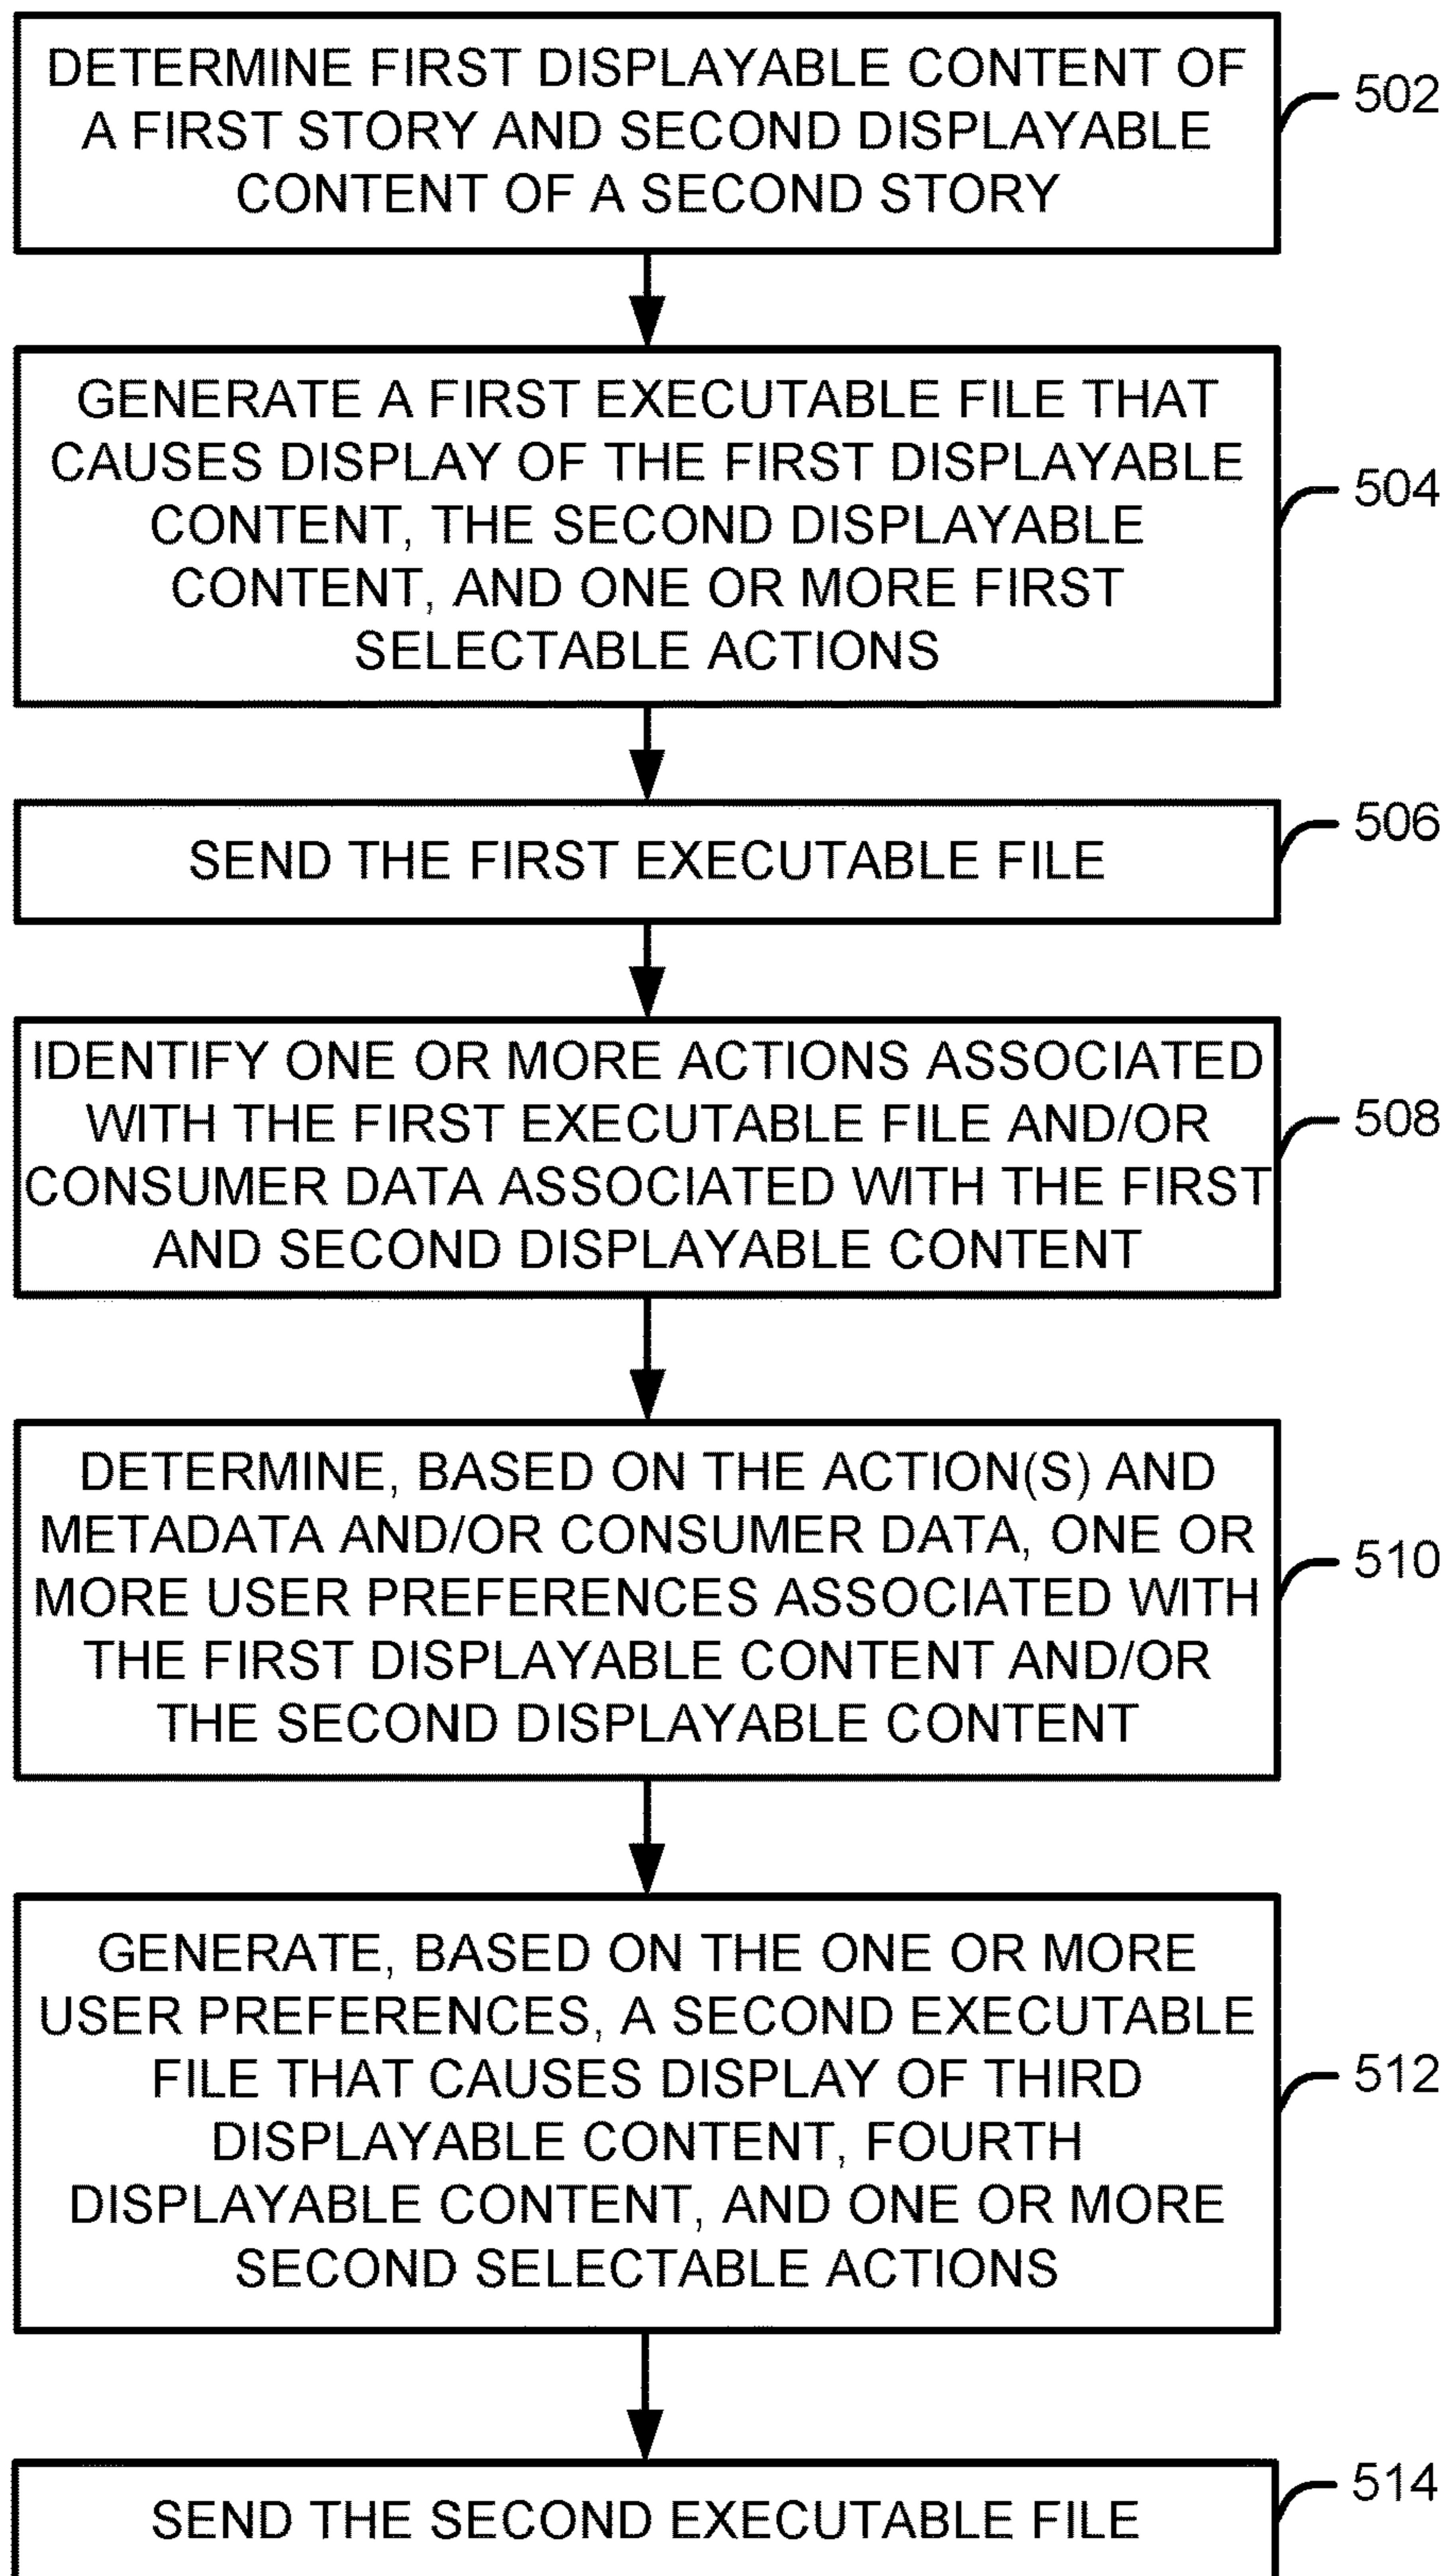 DETERMINE FIRST DISPLAYABLE CONTENT OF
A FIRST STORY AND SECOND DISPLAYABLE
CONTENT OF A SECOND STORY
502
GENERATE A FIRST EXECUTABLE FILE THAT
CAUSES DISPLAY OF THE FIRST DISPLAYABLE
CONTENT, THE SECOND DISPLAYABLE
CONTENT, AND ONE OR MORE FIRST
SELECTABLE ACTIONS
504
SEND THE FIRST EXECUTABLE FILE
506
IDENTIFY ONE OR MORE ACTIONS ASSOCIATED
WITH THE FIRST EXECUTABLE FILE AND/OR
CONSUMER DATA ASSOCIATED WITH THE FIRST
AND SECOND DISPLAYABLE CONTENT
508
DETERMINE, BASED ON THE ACTION(S) AND
METADATA AND/OR CONSUMER DATA, ONE OR
MORE USER PREFERENCES ASSOCIATED WITH
THE FIRST DISPLAYABLE CONTENT AND/OR
THE SECOND DISPLAYABLE CONTENT
510
GENERATE, BASED ON THE ONE OR MORE
USER PREFERENCES, A SECOND EXECUTABLE
FILE THAT CAUSES DISPLAY OF THIRD
DISPLAYABLE CONTENT, FOURTH
DISPLAYABLE CONTENT, AND ONE OR MORE
SECOND SELECTABLE ACTIONS
512
SEND THE SECOND EXECUTABLE FILE
514